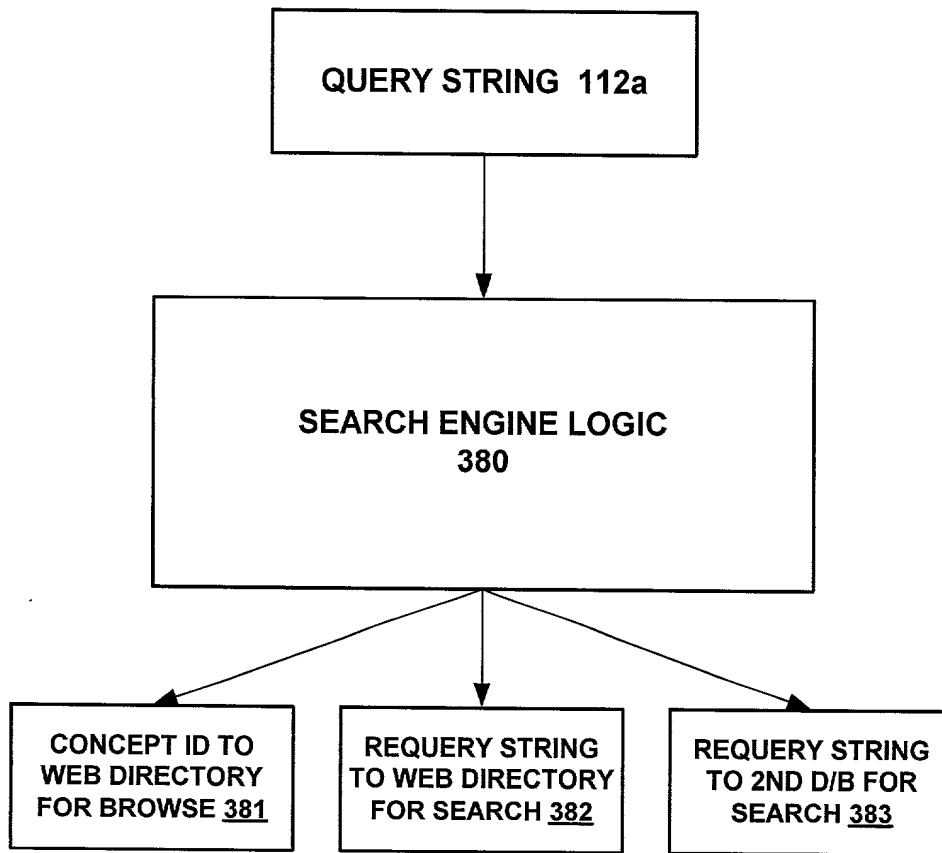 QUERY STRING 112a
SEARCH ENGINE LOGIC
380
CONCEPT ID TO
WEB DIRECTORY
FOR BROWSE 381
REQUERY STRING
TO WEB DIRECTORY
FOR SEARCH 382
REQUERY STRING
TO 2ND D/B FOR
SEARCH 383